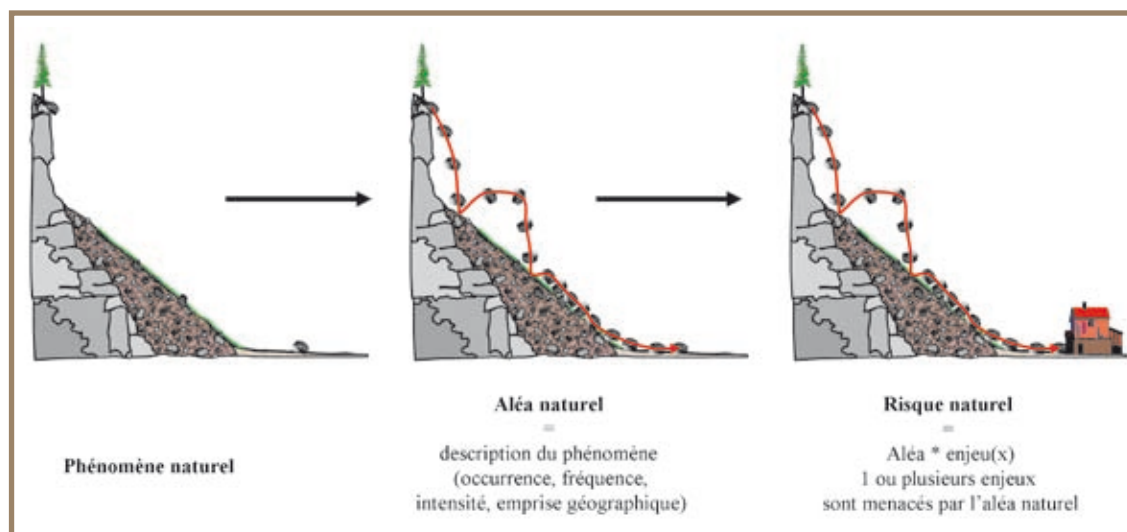 Phénomène naturel
Aléa naturel
=
description du phénomène
(occurrence, fréquence,
intensité, emprise géographique)
Risque naturel
=
Aléa * enjeu(x)
1 ou plusieurs enjeux
sont menacés par l'aléa naturel